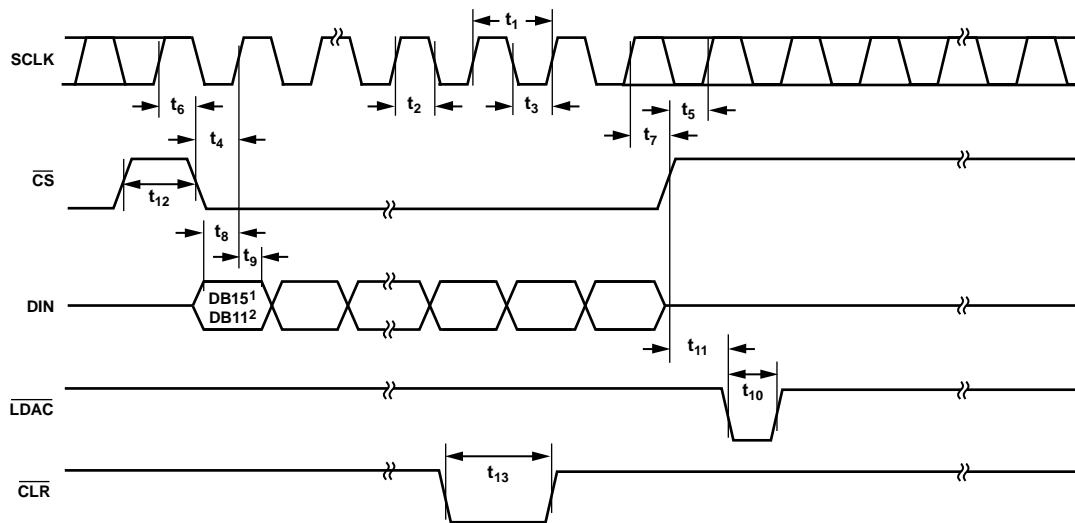 t1
SCLK
t6
t2
t3
t5
t4
t7
CS
t12
t8
t9
DIN
DB15¹
DB11²
t11
t10
LDAC
t13
CLR